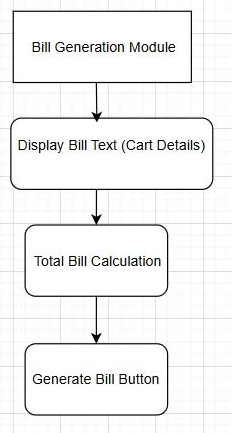 Bill Generation Module
Display Bill Text (Cart Details)
Total Bill Calculation
Generate Bill Button